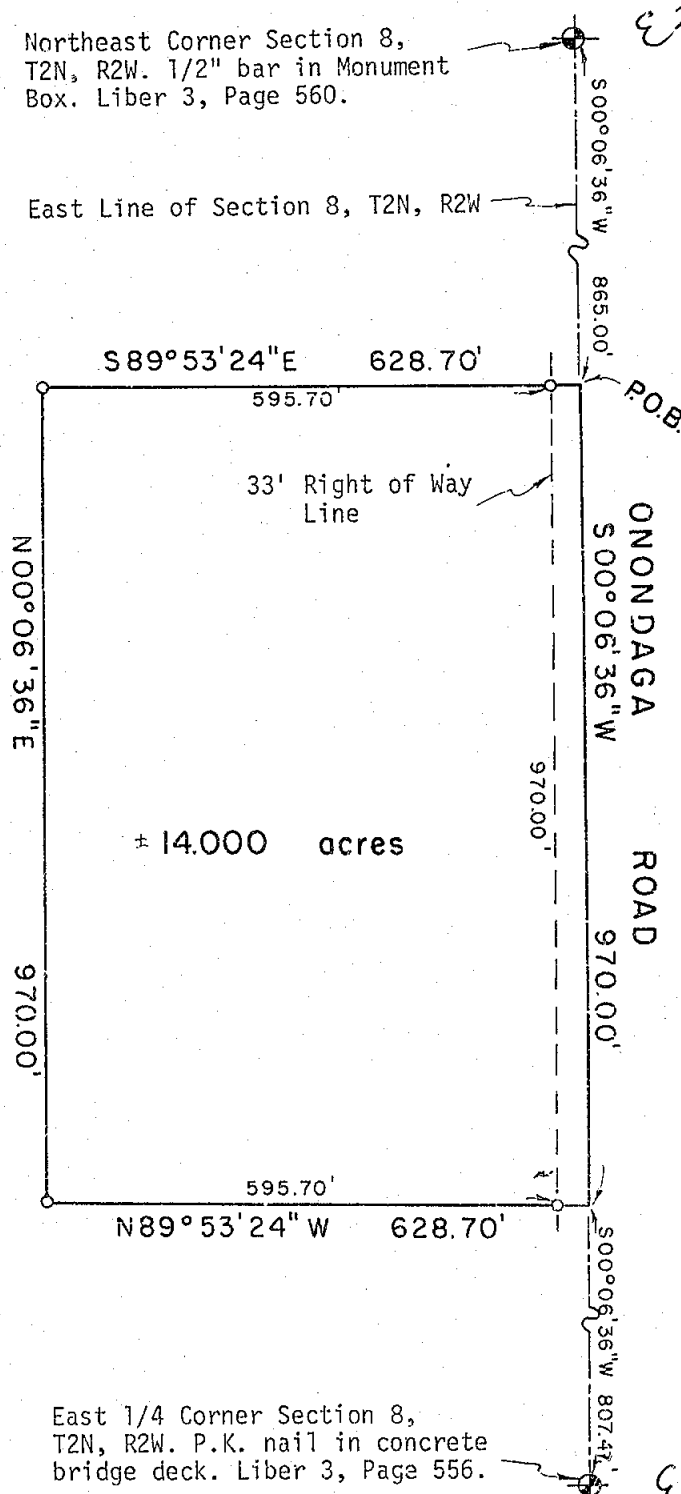 Northeast Corner Section 8,
T2N, R2W. 1/2" bar in Monument
Box. Liber 3, Page 560.
S00°06'36"W 865.00'
East Line of Section 8, T2N, R2W
S89°53'24"E 628.70'
595.70'
P.O.B.
33' Right of Way
Line
ONONDAGA ROAD
S00°06'36"W 970.00'
970.00'
N00°06'36"E 970.00'
± 14.000 acres
595.70'
N89°53'24"W 628.70'
S00°06'36"W 807.47'
East 1/4 Corner Section 8,
T2N, R2W. P.K. nail in concrete
bridge deck. Liber 3, Page 556.